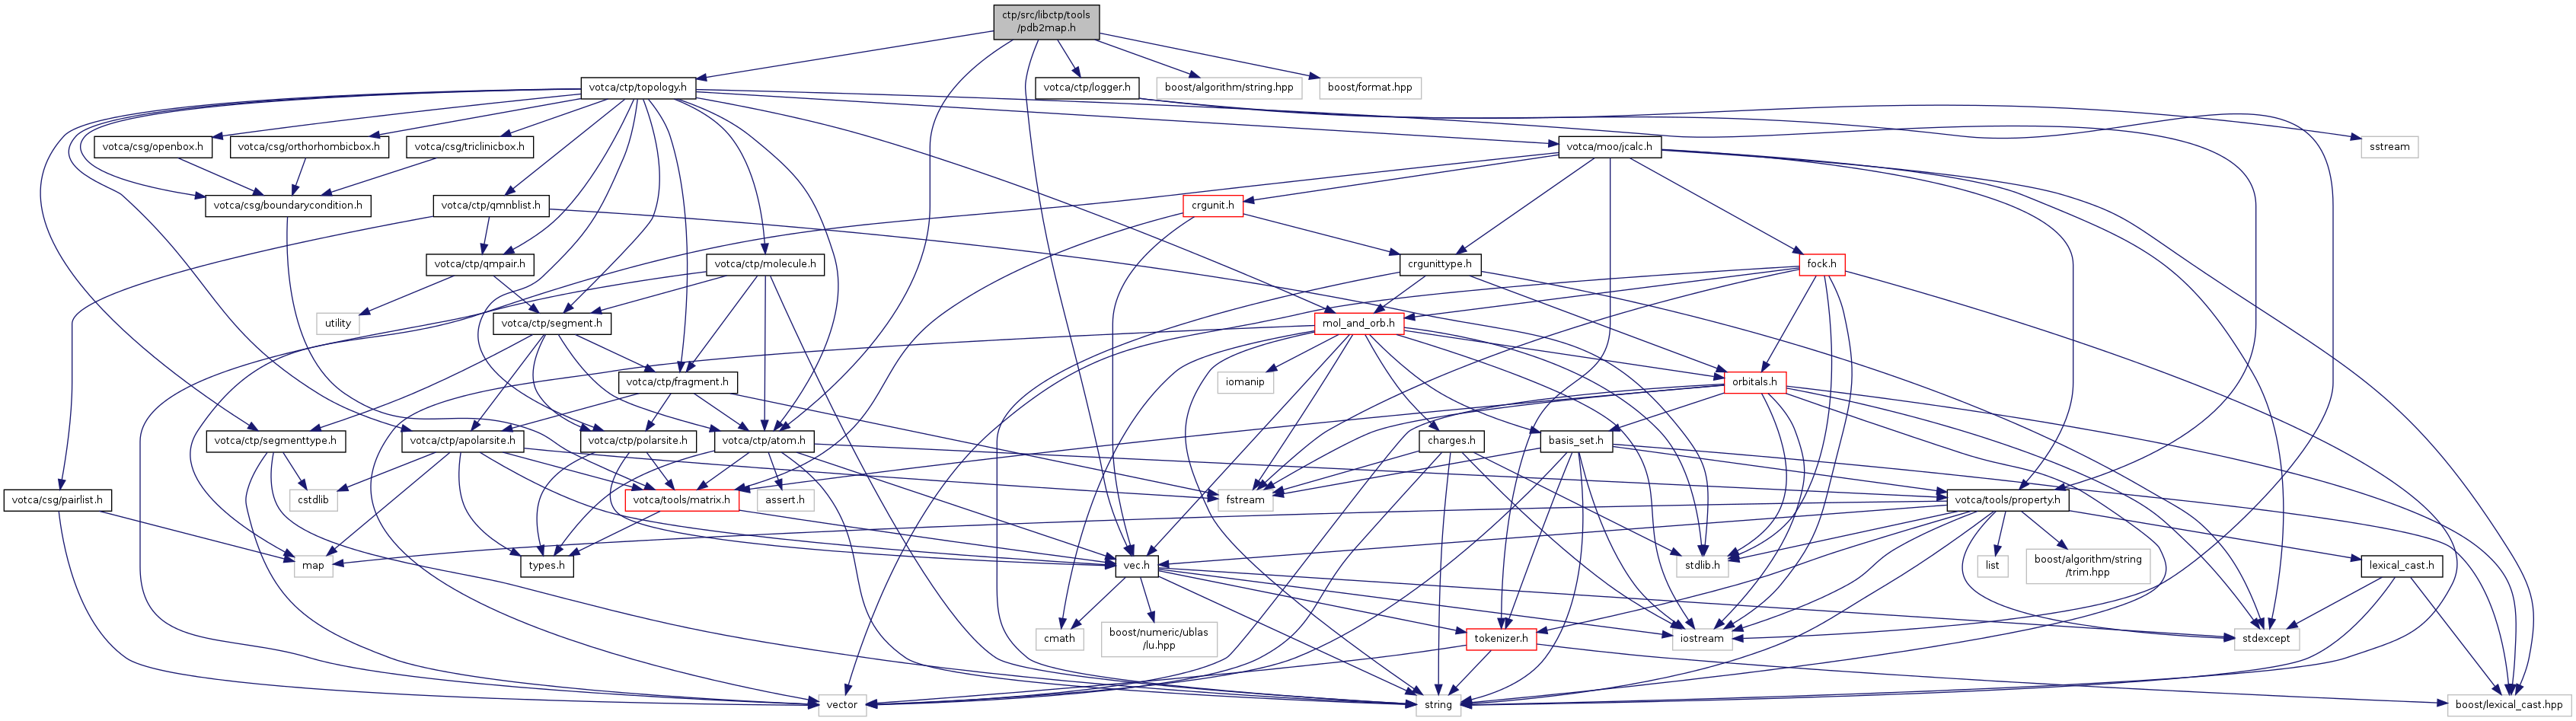 ctp/src/libctp/tools
/pdb2map.h
votca/ctp/topology.h
votca/ctp/logger.h
boost/algorithm/string.hpp
boost/format.hpp
votca/csg/openbox.h
votca/csg/orthorhombicbox.h
votca/csg/triclinicbox.h
votca/moo/jcalc.h
sstream
votca/csg/boundarycondition.h
votca/ctp/qmnblist.h
crgunit.h
votca/ctp/qmpair.h
votca/ctp/molecule.h
crgunittype.h
fock.h
utility
votca/ctp/segment.h
mol_and_orb.h
votca/ctp/fragment.h
iomanip
orbitals.h
votca/ctp/segmenttype.h
votca/ctp/apolarsite.h
votca/ctp/polarsite.h
votca/ctp/atom.h
charges.h
basis_set.h
votca/csg/pairlist.h
cstdlib
votca/tools/matrix.h
assert.h
fstream
votca/tools/property.h
map
types.h
vec.h
stdlib.h
list
boost/algorithm/string
/trim.hpp
lexical_cast.h
cmath
boost/numeric/ublas
/lu.hpp
tokenizer.h
iostream
stdexcept
vector
string
boost/lexical_cast.hpp